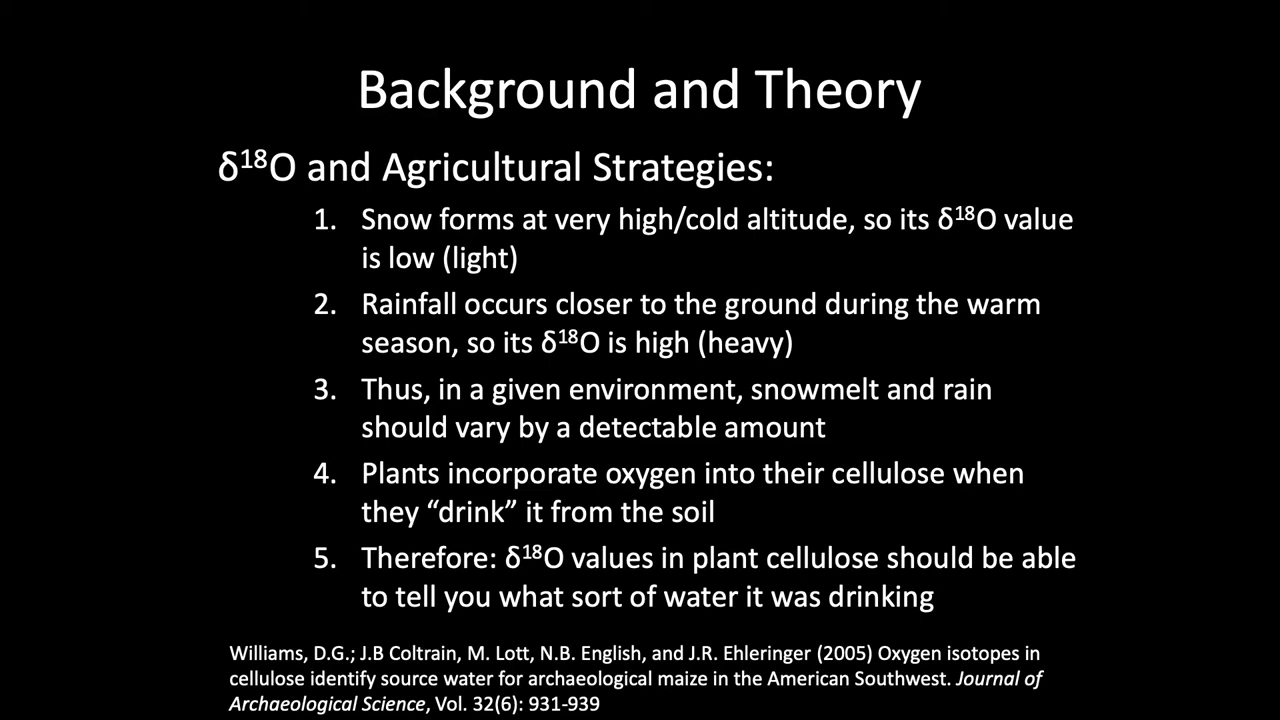 Background and Theory
δ¹⁸O and Agricultural Strategies:
1. Snow forms at very high/cold altitude, so its δ¹⁸O value
is low (light)
2. Rainfall occurs closer to the ground during the warm
season, so its δ¹⁸O is high (heavy)
3. Thus, in a given environment, snowmelt and rain
should vary by a detectable amount
4. Plants incorporate oxygen into their cellulose when
they “drink” it from the soil
5. Therefore: δ¹⁸O values in plant cellulose should be able
to tell you what sort of water it was drinking
Williams, D.G.; J.B Coltrain, M. Lott, N.B. English, and J.R. Ehleringer (2005) Oxygen isotopes in
cellulose identify source water for archaeological maize in the American Southwest. Journal of
Archaeological Science, Vol. 32(6): 931-939